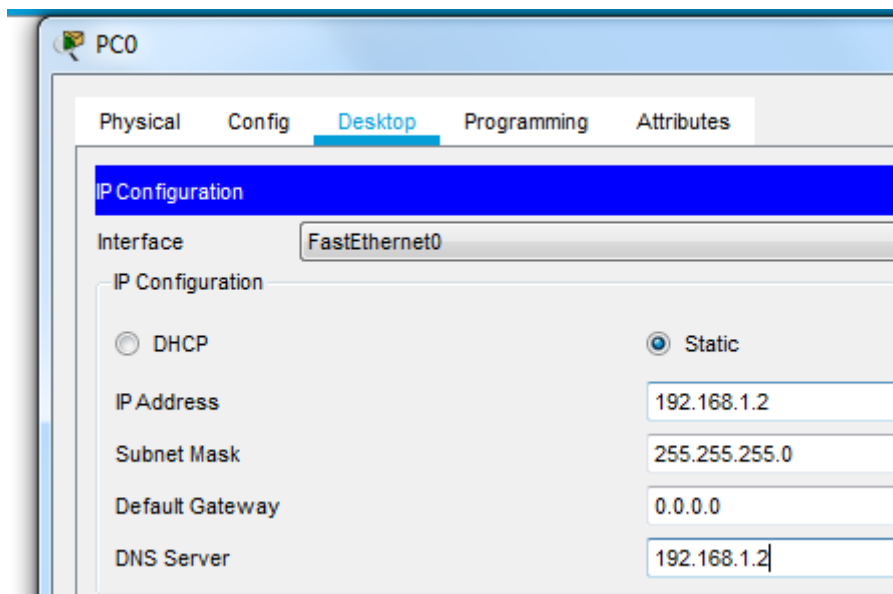 PC0
Physical Config Desktop Programming Attributes
IP Configuration
Interface FastEthernet0
IP Configuration
DHCP Static
IP Address 192.168.1.2
Subnet Mask 255.255.255.0
Default Gateway 0.0.0.0
DNS Server 192.168.1.2